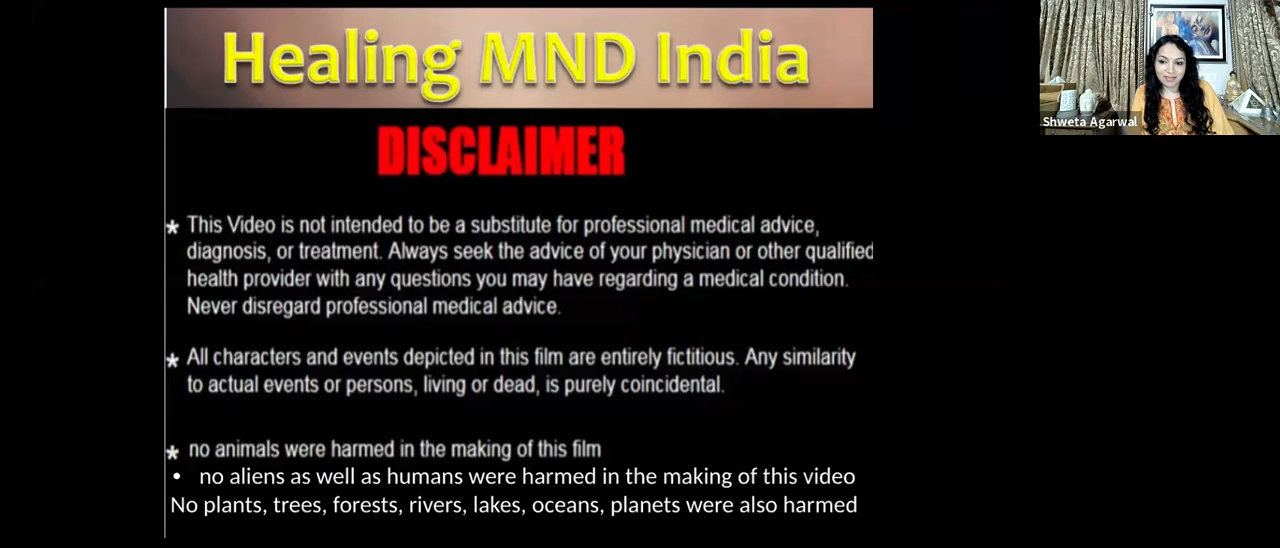 Healing MND India
DISCLAIMER
* This Video is not intended to be a substitute for professional medical advice,
diagnosis, or treatment. Always seek the advice of your physician or other qualified
health provider with any questions you may have regarding a medical condition.
Never disregard professional medical advice.
* All characters and events depicted in this film are entirely fictitious. Any similarity
to actual events or persons, living or dead, is purely coincidental.
* no animals were harmed in the making of this film
• no aliens as well as humans were harmed in the making of this video
No plants, trees, forests, rivers, lakes, oceans, planets were also harmed
Shweta Agarwal